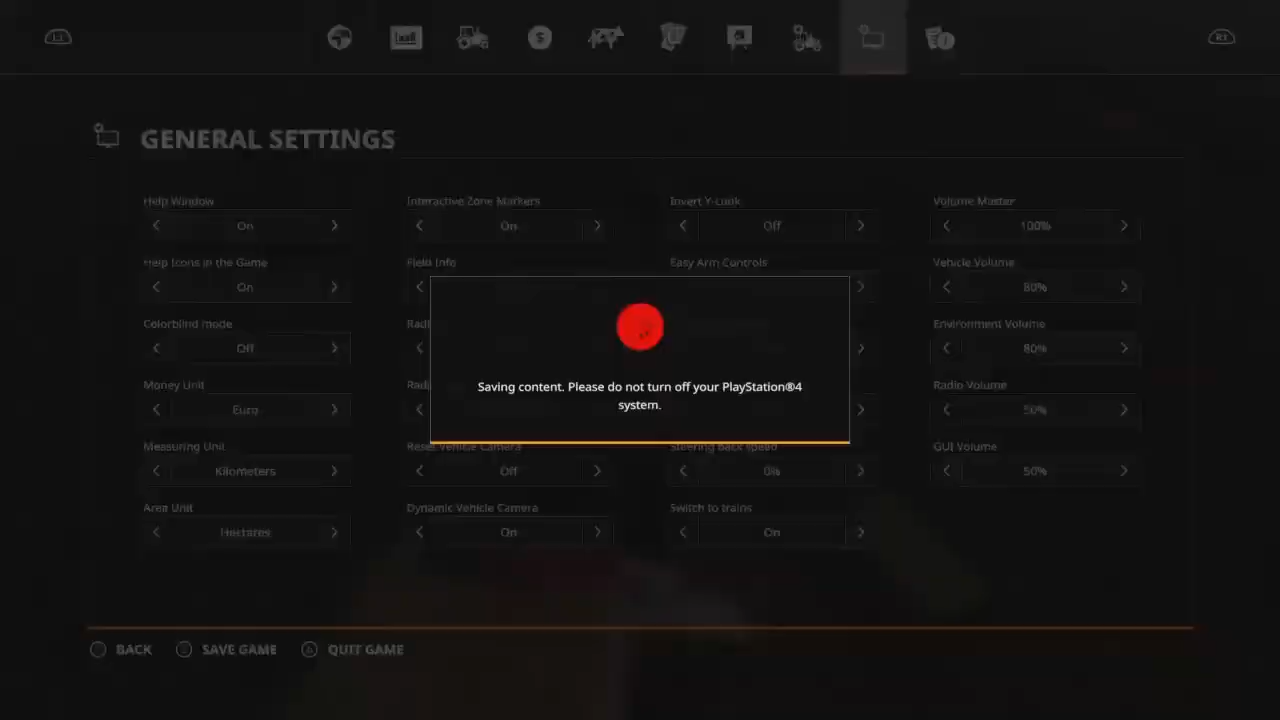 L1
R1
GENERAL SETTINGS
Help Window
On
Interactive Zone Markers
On
Invert Y-Look
Off
Volume Master
100%
Help Icons in the Game
On
Field Info
Easy Arm Controls
Vehicle Volume
80%
Colorblind mode
Off
Radi
Environment Volume
80%
Money Unit
Euro
Radi
Radio Volume
50%
Saving content. Please do not turn off your PlayStation®4
system.
Measuring Unit
Kilometers
Reset Vehicle Camera
Off
Steering back speed
0%
GUI Volume
50%
Area Unit
Hectares
Dynamic Vehicle Camera
On
Switch to trains
On
BACK
SAVE GAME
QUIT GAME